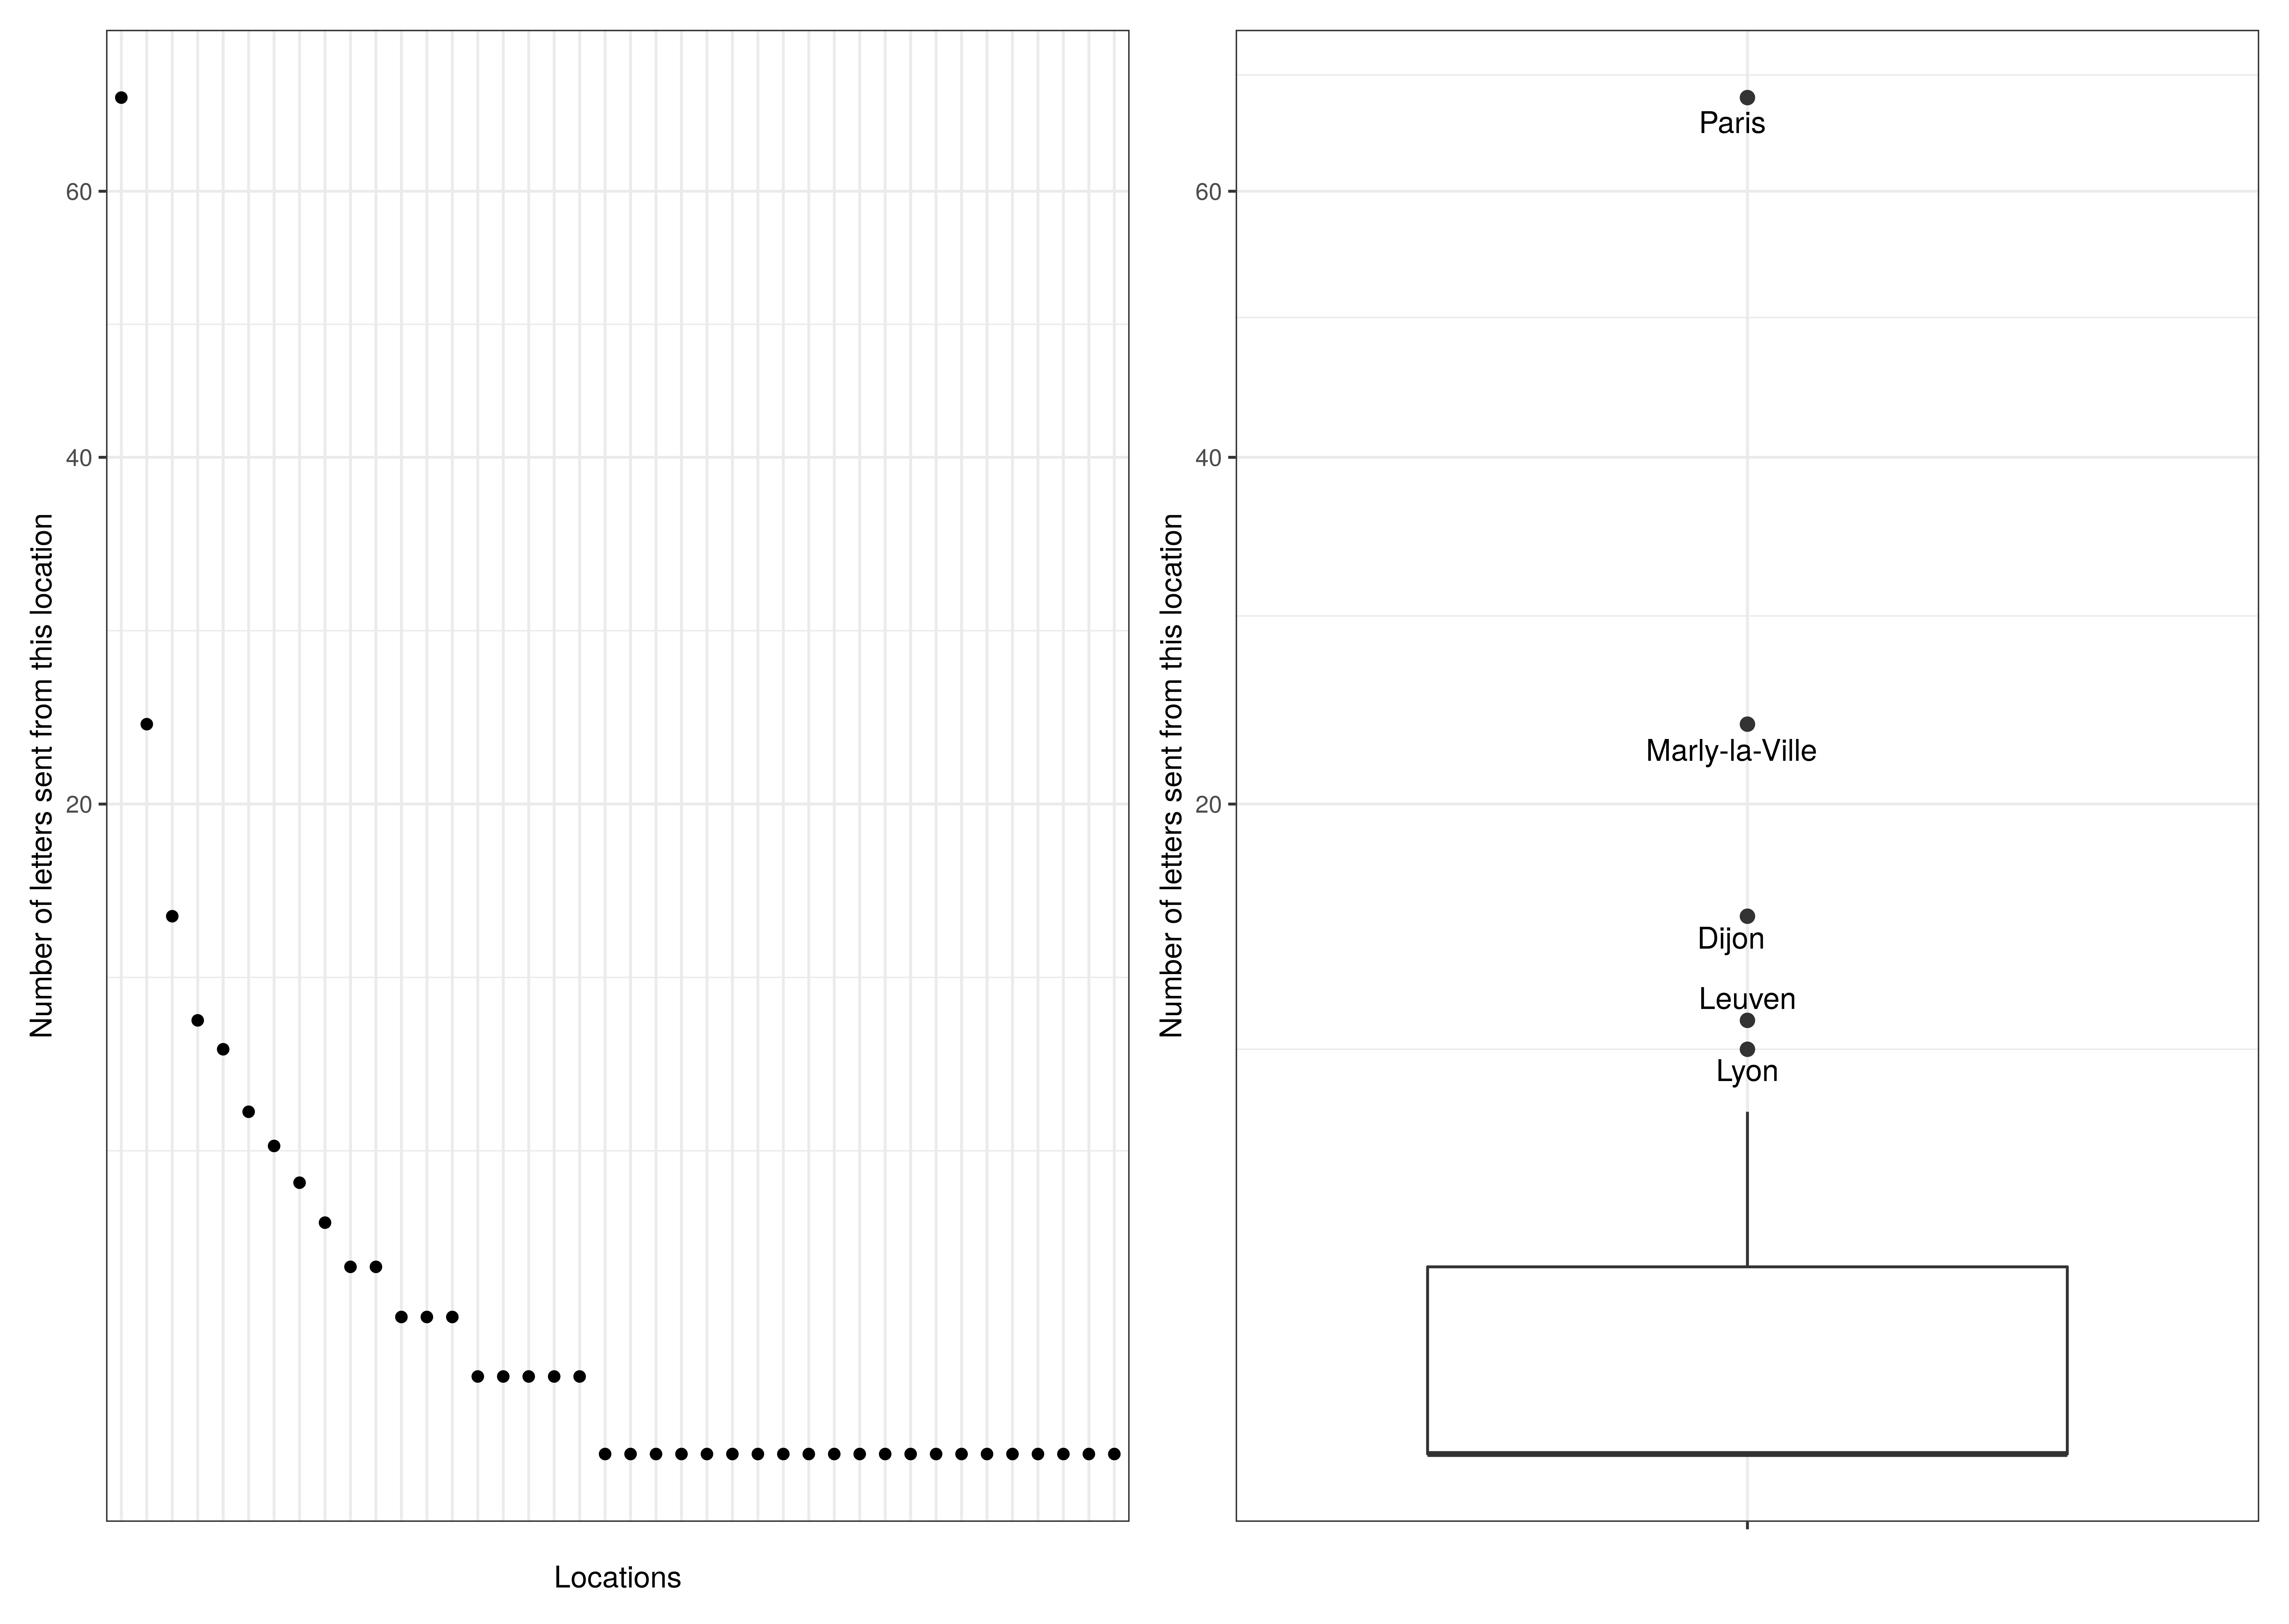 Number of letters sent from this location
60
40
20
Locations
Number of letters sent from this location
60
40
20
Paris
Marly-la-Ville
Dijon
Leuven
Lyon